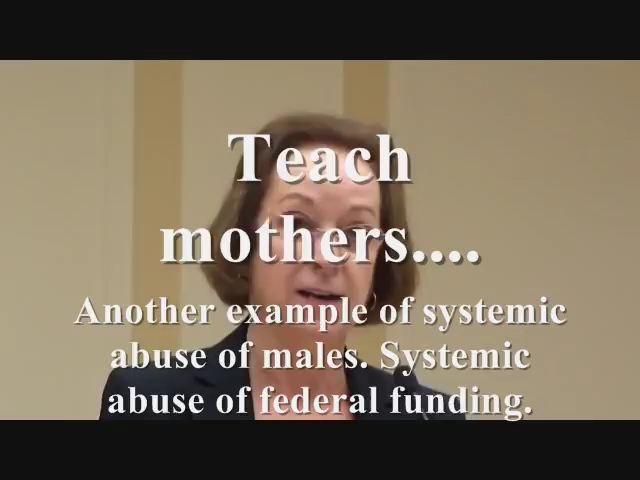 Teach
mothers....
Another example of systemic
abuse of males. Systemic
abuse of federal funding.